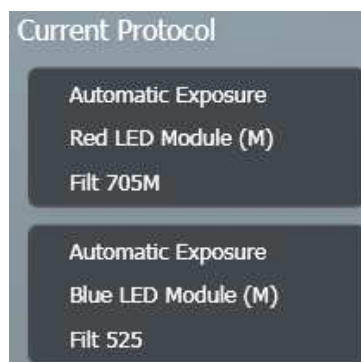 Current Protocol
Automatic Exposure
Red LED Module (M)
Filt 705M
Automatic Exposure
Blue LED Module (M)
Filt 525